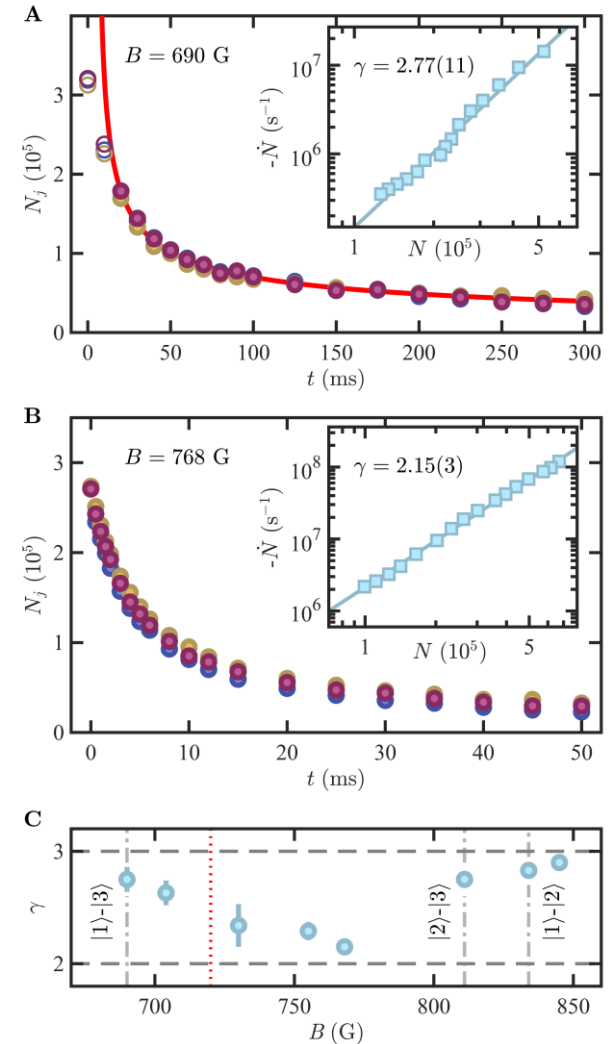 A
B = 690 G
γ = 2.77(11)
10⁷
10⁶
-Ṅ (s⁻¹)
1
N (10⁵)
5
N_j (10⁵)
3
2
1
0
0
50
100
150
200
250
300
t (ms)
B
B = 768 G
γ = 2.15(3)
10⁸
10⁷
10⁶
-Ṅ (s⁻¹)
1
N (10⁵)
5
N_j (10⁵)
3
2
1
0
0
10
20
30
40
50
t (ms)
C
γ
3
2
|1⟩-|3⟩
|2⟩-|3⟩
|1⟩-|2⟩
700
750
800
850
B (G)